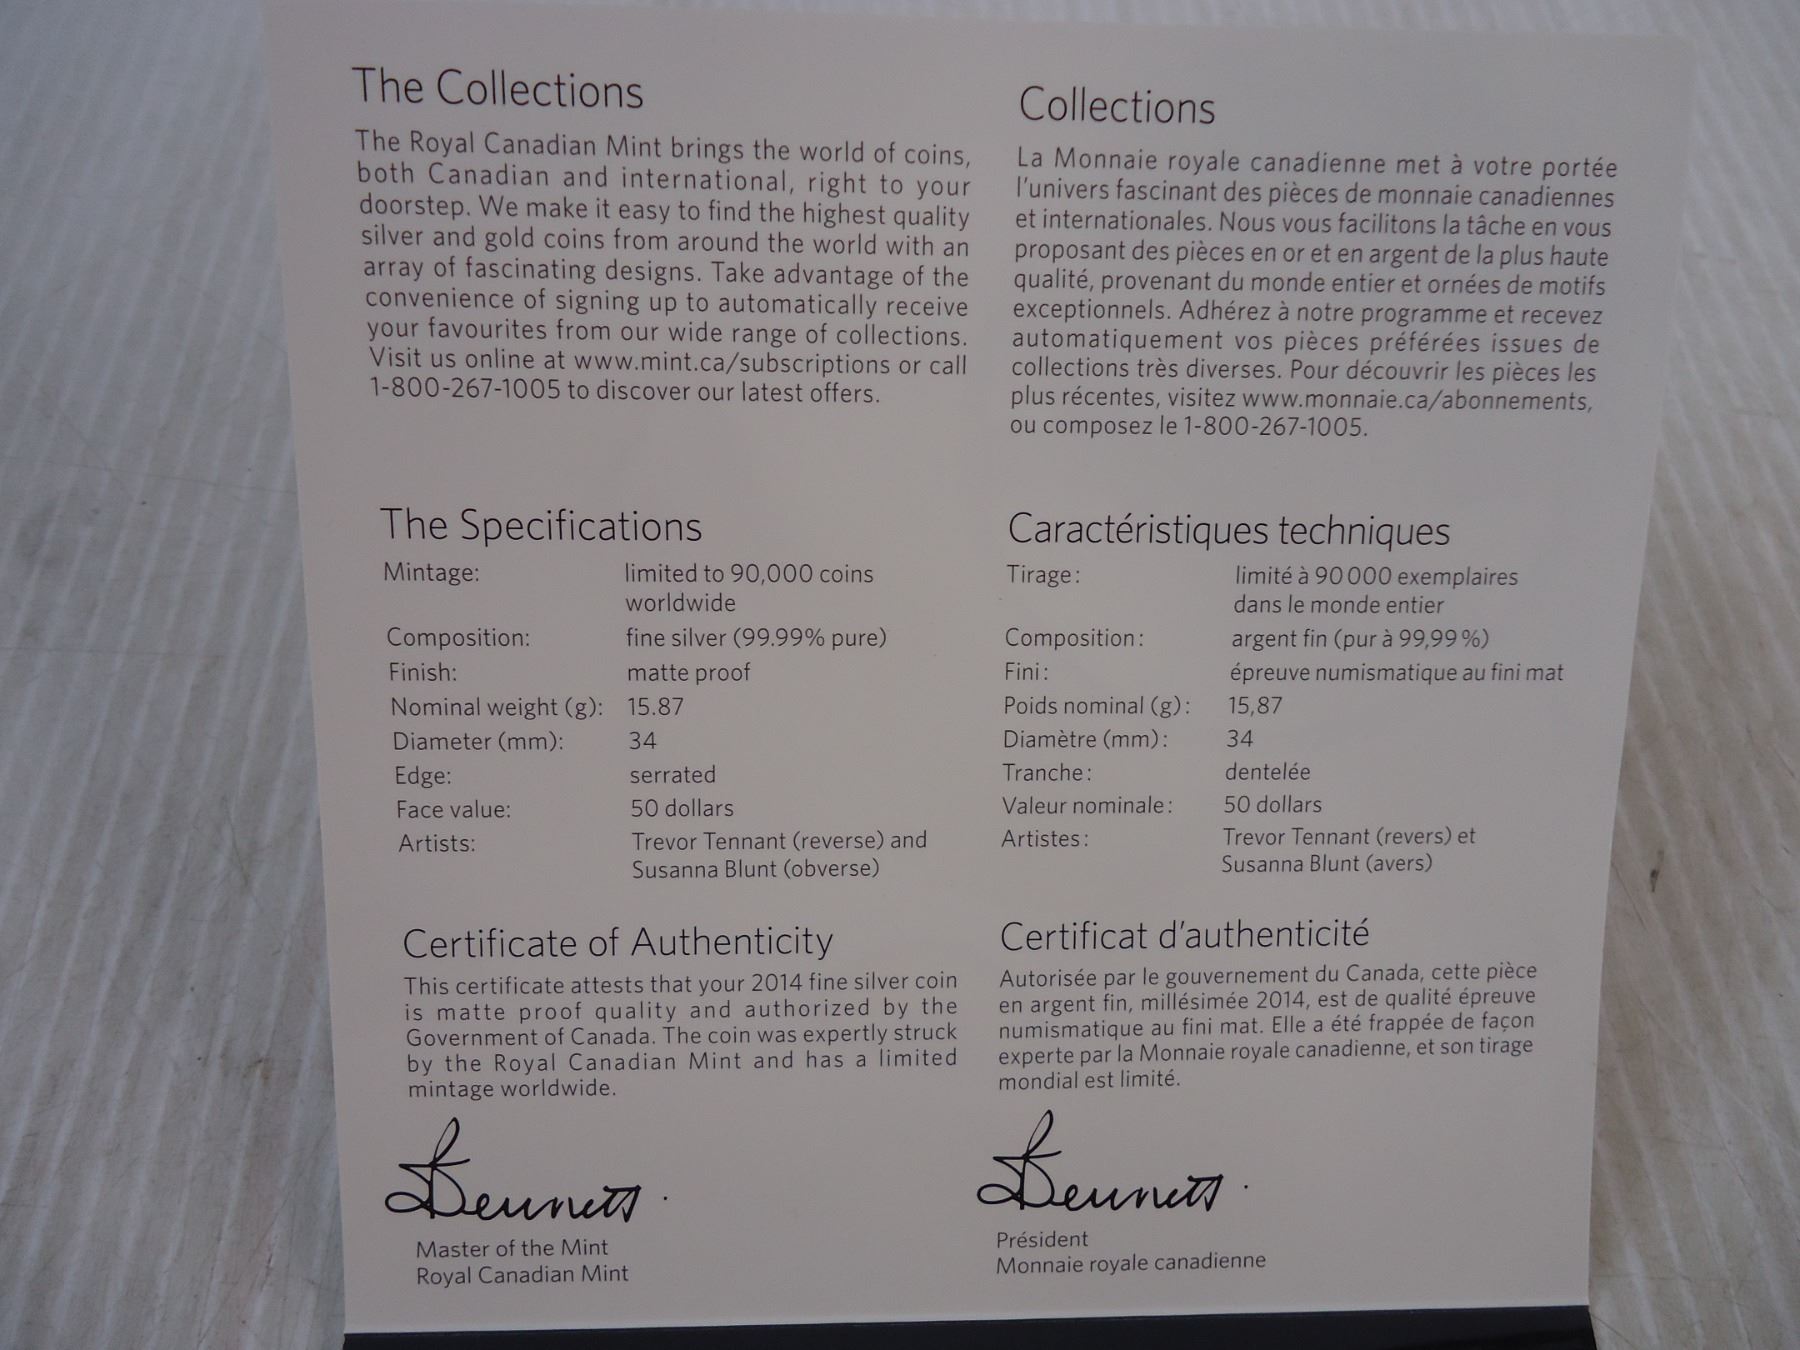 The Collections
The Royal Canadian Mint brings the world of coins,
both Canadian and international, right to your
doorstep. We make it easy to find the highest quality
silver and gold coins from around the world with an
array of fascinating designs. Take advantage of the
convenience of signing up to automatically receive
your favourites from our wide range of collections.
Visit us online at www.mint.ca/subscriptions or call
1-800-267-1005 to discover our latest offers.
The Specifications
Mintage: limited to 90,000 coins
worldwide
Composition: fine silver (99.99% pure)
Finish: matte proof
Nominal weight (g): 15.87
Diameter (mm): 34
Edge: serrated
Face value: 50 dollars
Artists: Trevor Tennant (reverse) and
Susanna Blunt (obverse)
Certificate of Authenticity
This certificate attests that your 2014 fine silver coin
is matte proof quality and authorized by the
Government of Canada. The coin was expertly struck
by the Royal Canadian Mint and has a limited
mintage worldwide.
Bennett
Master of the Mint
Royal Canadian Mint
Collections
La Monnaie royale canadienne met à votre portée
l'univers fascinant des pièces de monnaie canadiennes
et internationales. Nous vous facilitons la tâche en vous
proposant des pièces en or et en argent de la plus haute
qualité, provenant du monde entier et ornées de motifs
exceptionnels. Adhérez à notre programme et recevez
automatiquement vos pièces préférées issues de
collections très diverses. Pour découvrir les pièces les
plus récentes, visitez www.monnaie.ca/abonnements,
ou composez le 1-800-267-1005.
Caractéristiques techniques
Tirage : limité à 90 000 exemplaires
dans le monde entier
Composition : argent fin (pur à 99,99 %)
Fini : épreuve numismatique au fini mat
Poids nominal (g) : 15,87
Diamètre (mm) : 34
Tranche : dentelée
Valeur nominale : 50 dollars
Artistes : Trevor Tennant (revers) et
Susanna Blunt (avers)
Certificat d'authenticité
Autorisée par le gouvernement du Canada, cette pièce
en argent fin, millésimée 2014, est de qualité épreuve
numismatique au fini mat. Elle a été frappée de façon
experte par la Monnaie royale canadienne, et son tirage
mondial est limité.
Bennett
Président
Monnaie royale canadienne